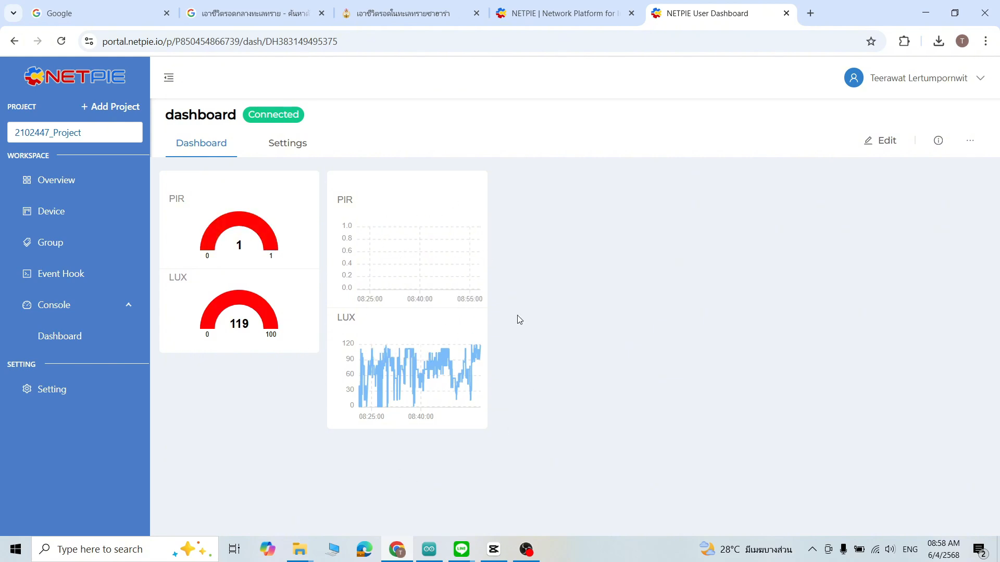 Google
เอาชีวิตรอดกลางทะเลทราย - ค้นหาด้
เอาชีวิตรอดในทะเลทรายซาฮาร่า
NETPIE | Network Platform for I
NETPIE User Dashboard
portal.netpie.io/p/P850454866739/dash/DH383149495375
T
NETPIE
Teerawat Lertumpornwit
PROJECT
+ Add Project
2102447_Project
WORKSPACE
Overview
Device
Group
Event Hook
Console
Dashboard
SETTING
Setting
dashboard
Connected
Dashboard
Settings
Edit
PIR
1
0
1
LUX
119
0
100
PIR
1.0
0.8
0.6
0.4
0.2
0.0
08:25:00
08:40:00
08:55:00
LUX
120
90
60
30
0
08:25:00
08:40:00
Type here to search
T
LINE
28°C มีเมฆบางส่วน
ENG
08:58 AM
6/4/2568
2